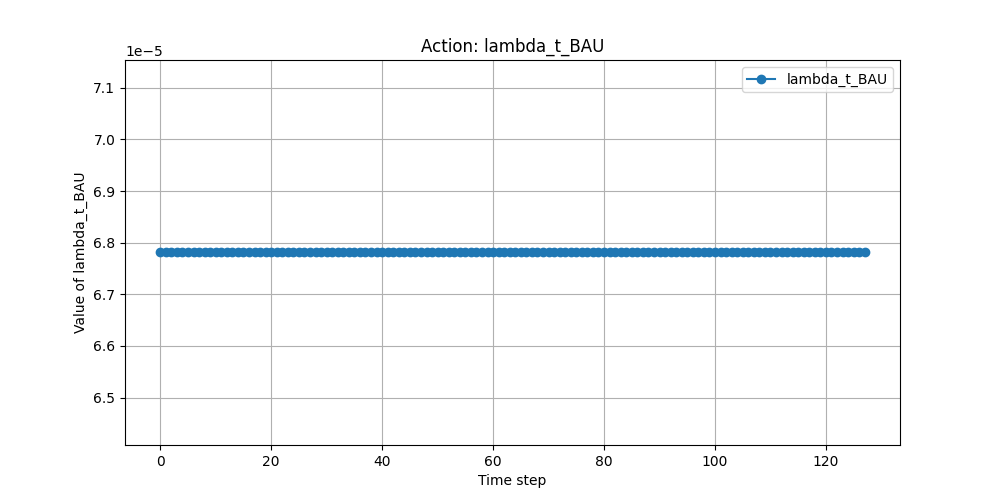 Action: lambda_t_BAU
1e−5
lambda_t_BAU
7.1
7.0
6.9
6.8
6.7
6.6
6.5
Value of lambda_t_BAU
0 20 40 60 80 100 120
Time step